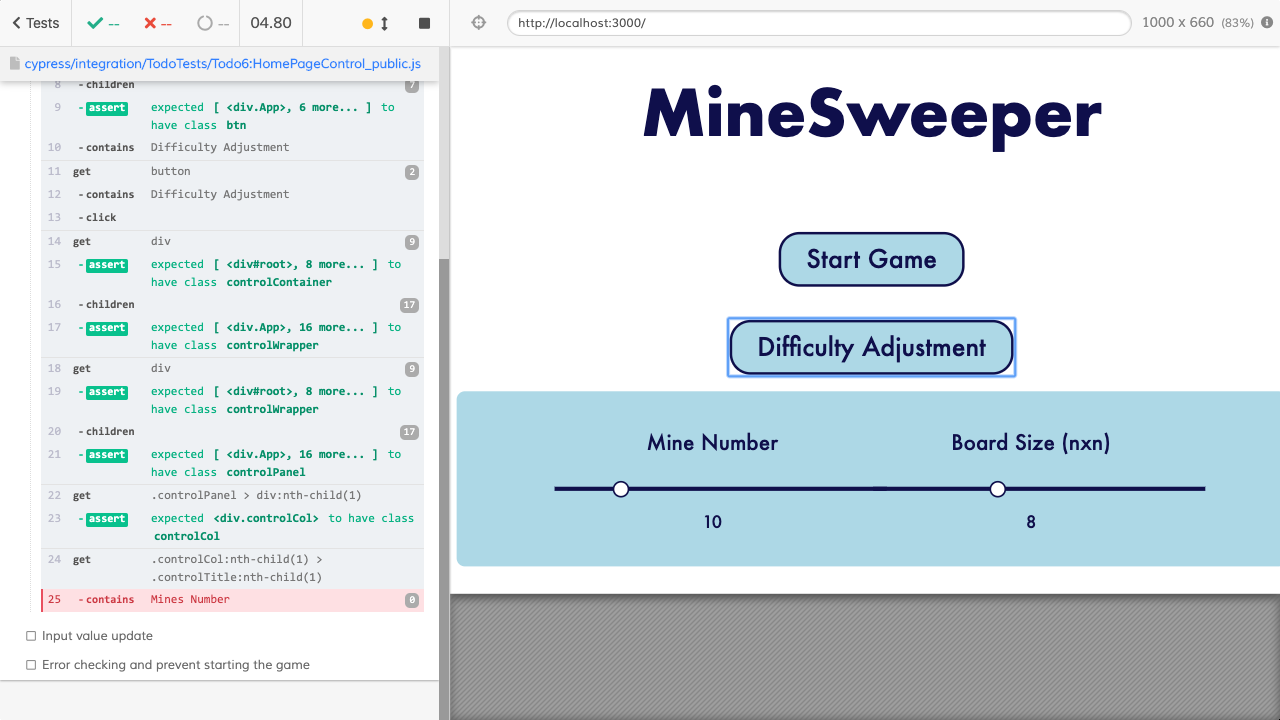 Tests
--
--
--
04.80
http://localhost:3000/
1000 x 660 (83%)
cypress/integration/TodoTests/Todo6:HomePageControl_public.js
8 -children 7
9 -assert expected [ <div.App>, 6 more... ] to
have class btn
10 -contains Difficulty Adjustment
11 get button 2
12 -contains Difficulty Adjustment
13 -click
14 get div 9
15 -assert expected [ <div#root>, 8 more... ] to
have class controlContainer
16 -children 17
17 -assert expected [ <div.App>, 16 more... ] to
have class controlWrapper
18 get div 9
19 -assert expected [ <div#root>, 8 more... ] to
have class controlWrapper
20 -children 17
21 -assert expected [ <div.App>, 16 more... ] to
have class controlPanel
22 get .controlPanel > div:nth-child(1)
23 -assert expected <div.controlCol> to have class
controlCol
24 get .controlCol:nth-child(1) >
.controlTitle:nth-child(1)
25 -contains Mines Number 0
Input value update
Error checking and prevent starting the game
MineSweeper
Start Game
Difficulty Adjustment
Mine Number Board Size (nxn)
10 8